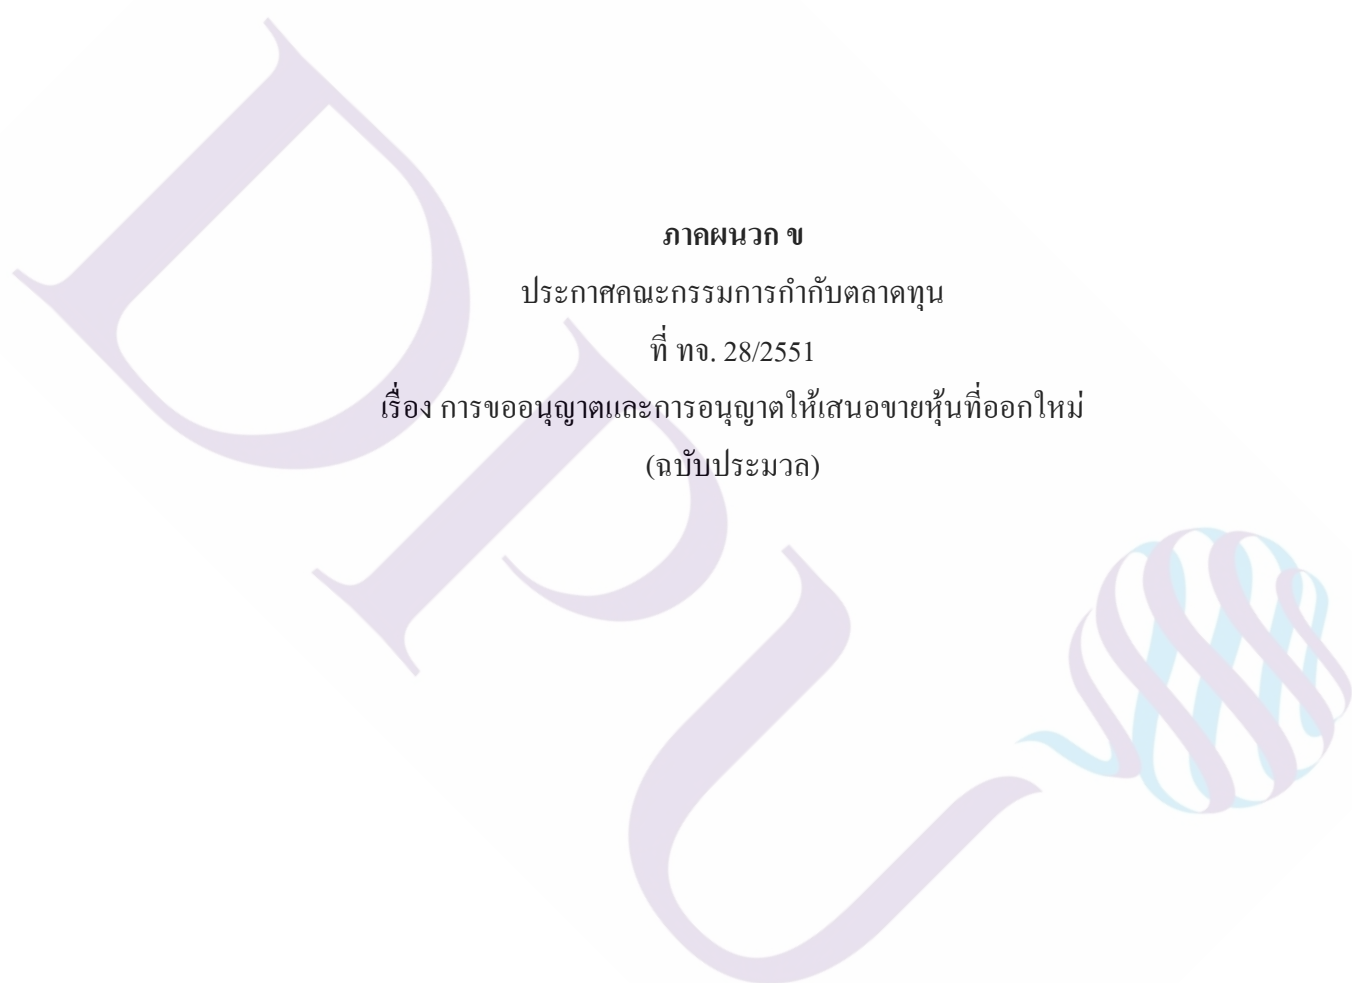 ภาคผนวก ข
ประกาศคณะกรรมการกำกับตลาดทุน
ที่ ทจ. 28/2551
เรื่อง การขออนุญาตและการอนุญาตให้เสนอขายหุ้นที่ออกใหม่
(ฉบับประมวล)
DPU